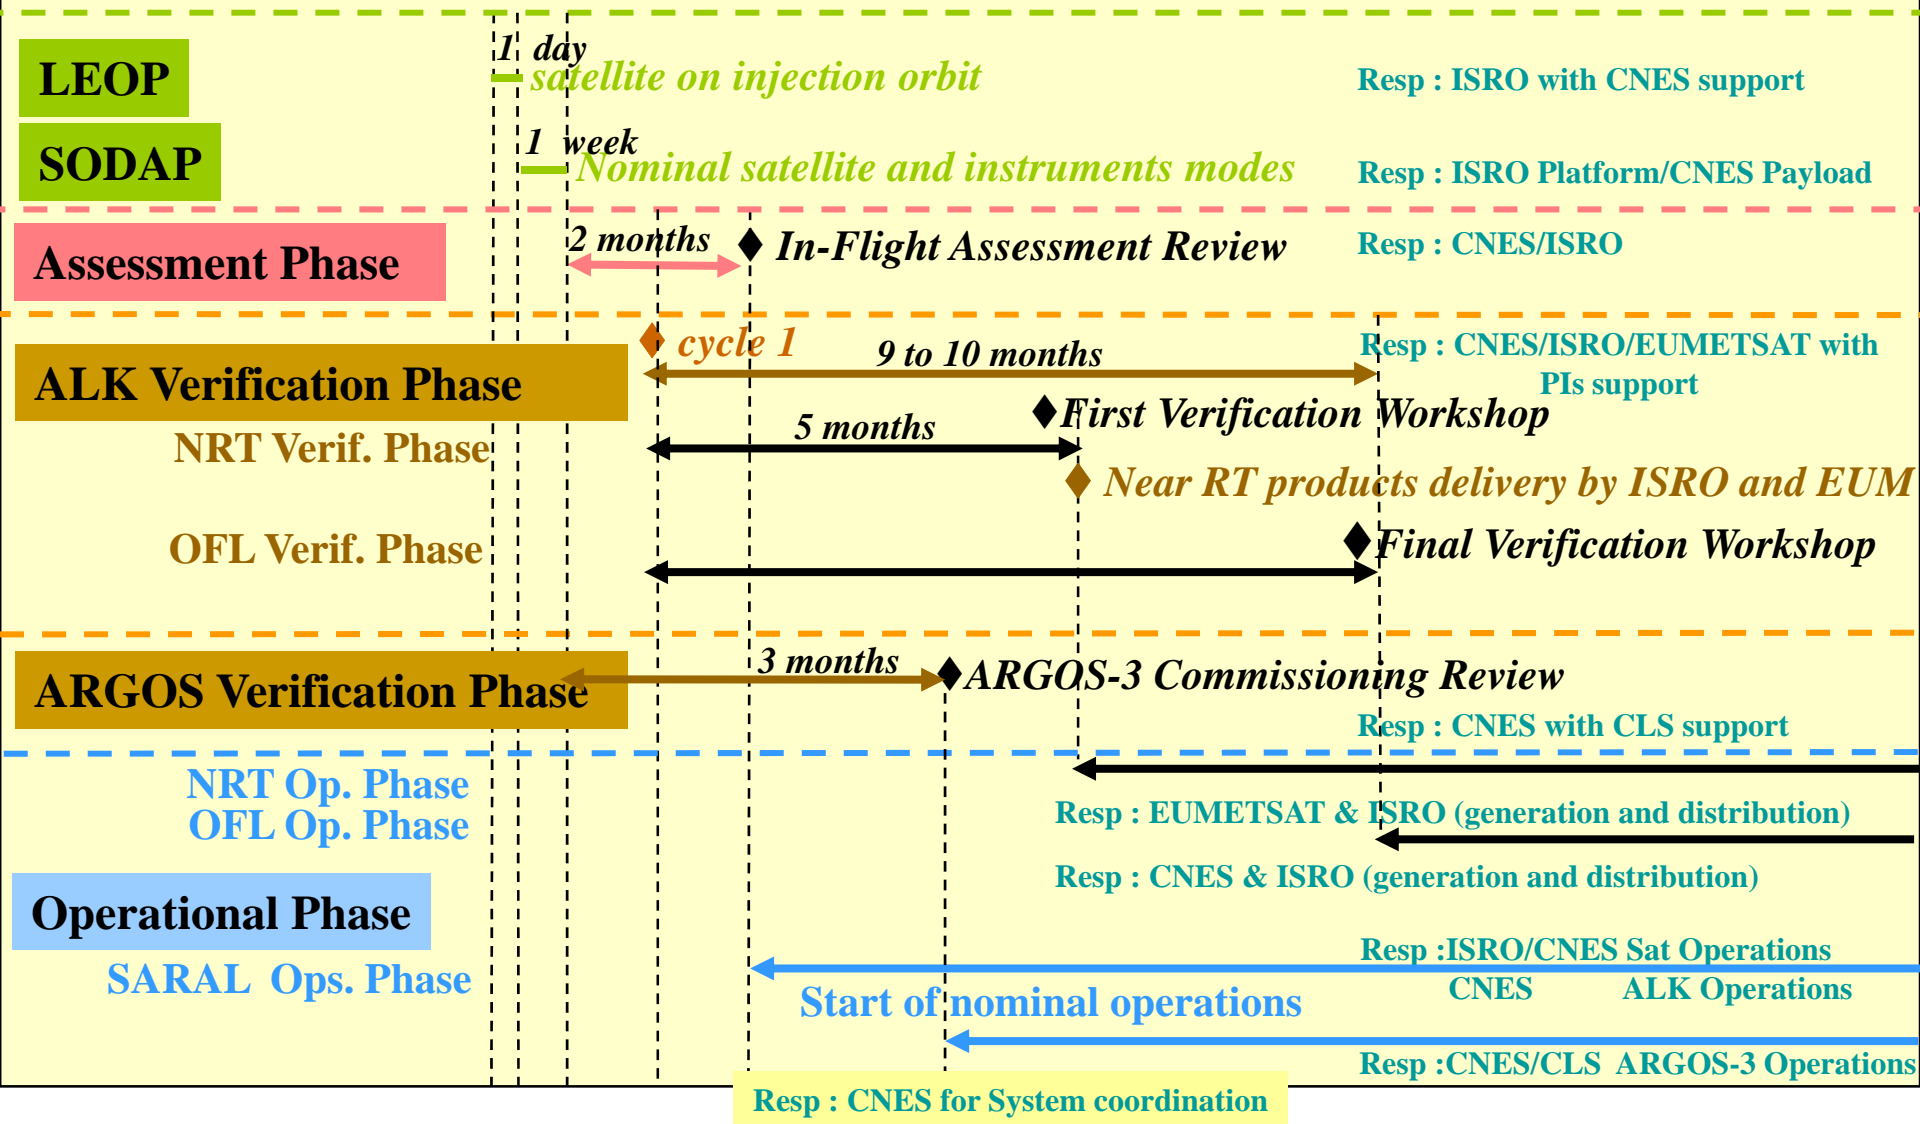 1 day
LEOP
satellite on injection orbit
Resp : ISRO with CNES support
1 week
SODAP
Nominal satellite and instruments modes
Resp : ISRO Platform/CNES Payload
2 months
In-Flight Assessment Review
Resp : CNES/ISRO
Assessment Phase
cycle 1
9 to 10 months
Resp : CNES/ISRO/EUMETSAT with
PIs support
ALK Verification Phase
First Verification Workshop
5 months
NRT Verif. Phase
Near RT products delivery by ISRO and EUM
Final Verification Workshop
OFL Verif. Phase
3 months
ARGOS-3 Commissioning Review
ARGOS Verification Phase
Resp : CNES with CLS support
NRT Op. Phase
Resp : EUMETSAT & ISRO (generation and distribution)
OFL Op. Phase
Resp : CNES & ISRO (generation and distribution)
Operational Phase
Resp :ISRO/CNES Sat Operations
CNES ALK Operations
SARAL Ops. Phase
Start of nominal operations
Resp :CNES/CLS ARGOS-3 Operations
Resp : CNES for System coordination